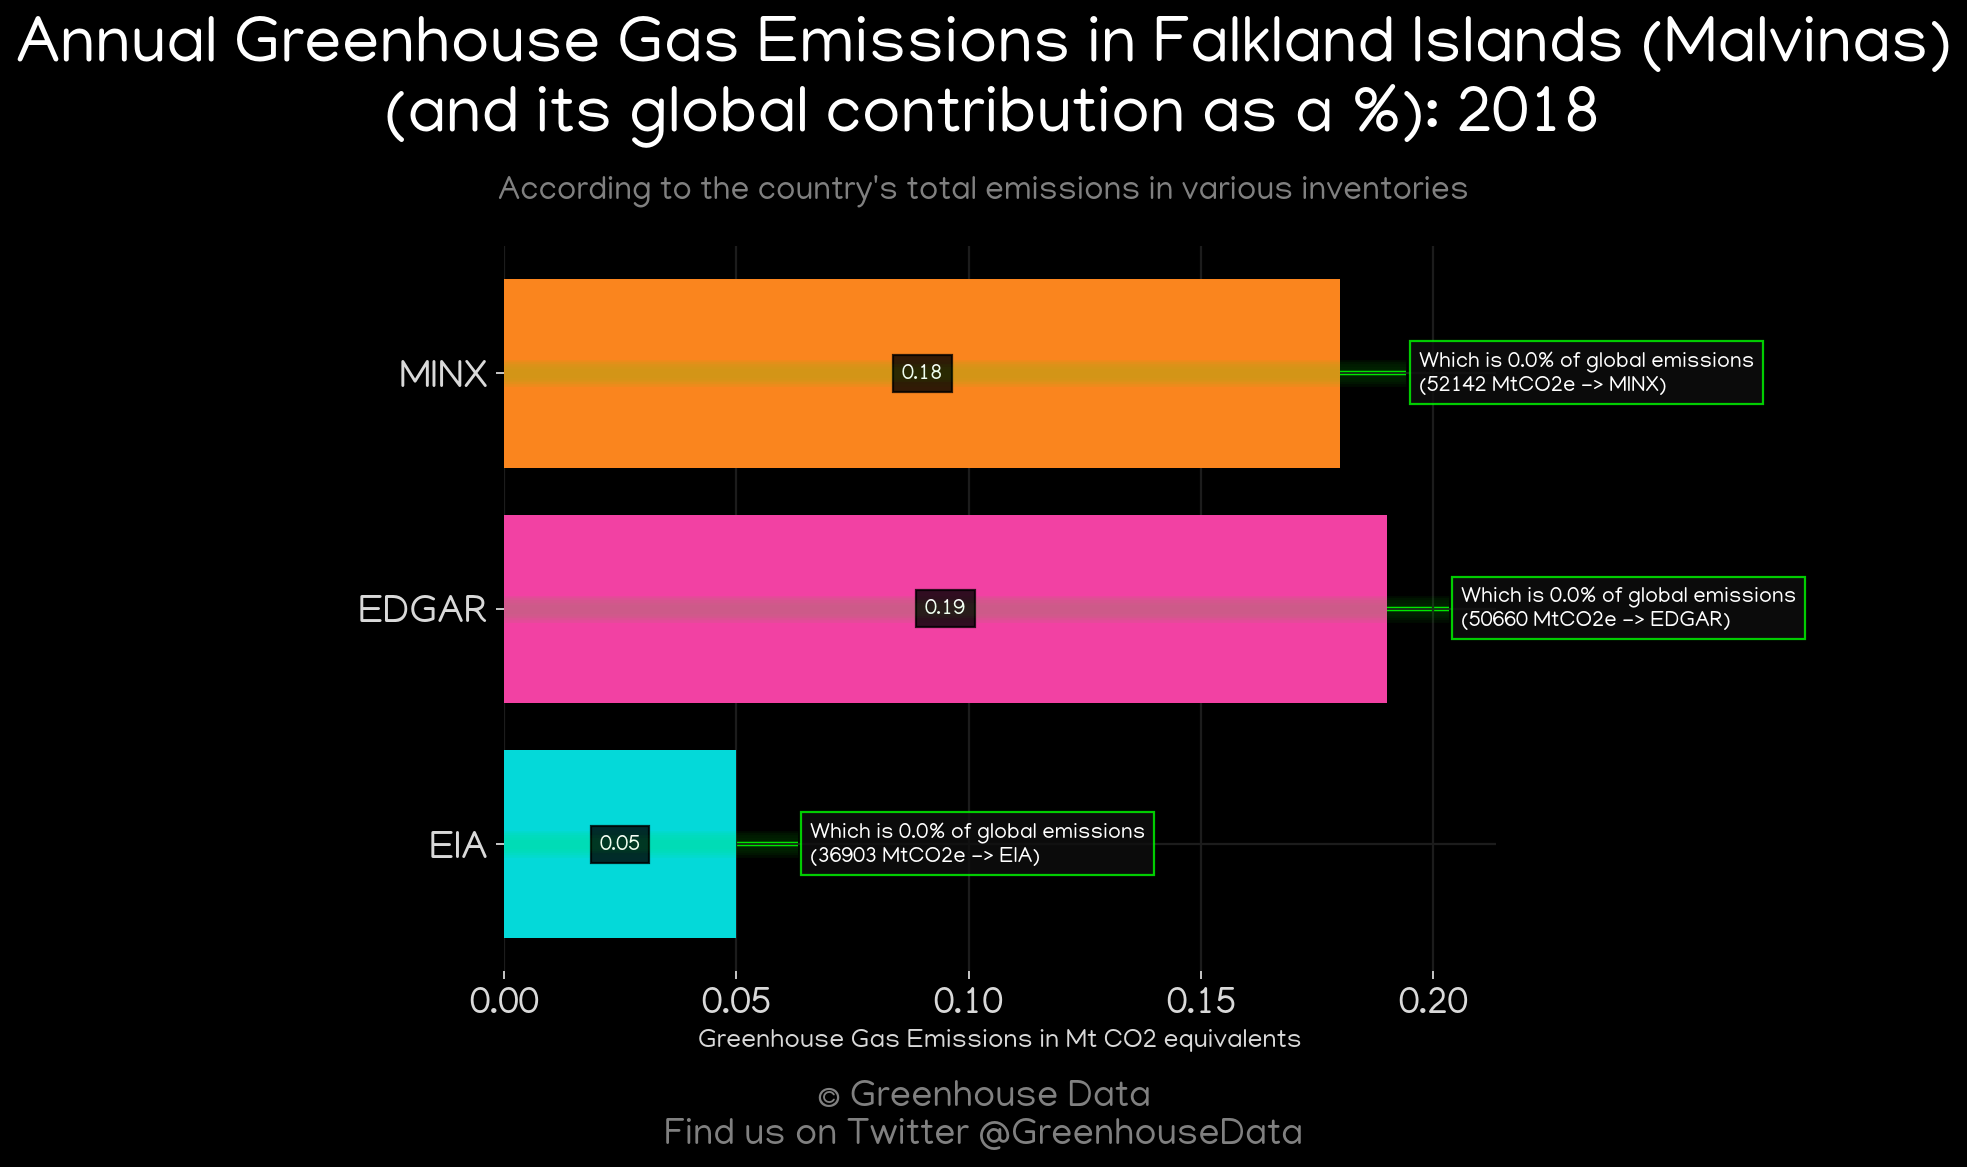 Annual Greenhouse Gas Emissions in Falkland Islands (Malvinas)
(and its global contribution as a %): 2018
According to the country's total emissions in various inventories
MINX
0.18
Which is 0.0% of global emissions
(52142 MtCO2e -> MINX)
EDGAR
0.19
Which is 0.0% of global emissions
(50660 MtCO2e -> EDGAR)
EIA
0.05
Which is 0.0% of global emissions
(36903 MtCO2e -> EIA)
0.00 0.05 0.10 0.15 0.20
Greenhouse Gas Emissions in Mt CO2 equivalents
© Greenhouse Data
Find us on Twitter @GreenhouseData